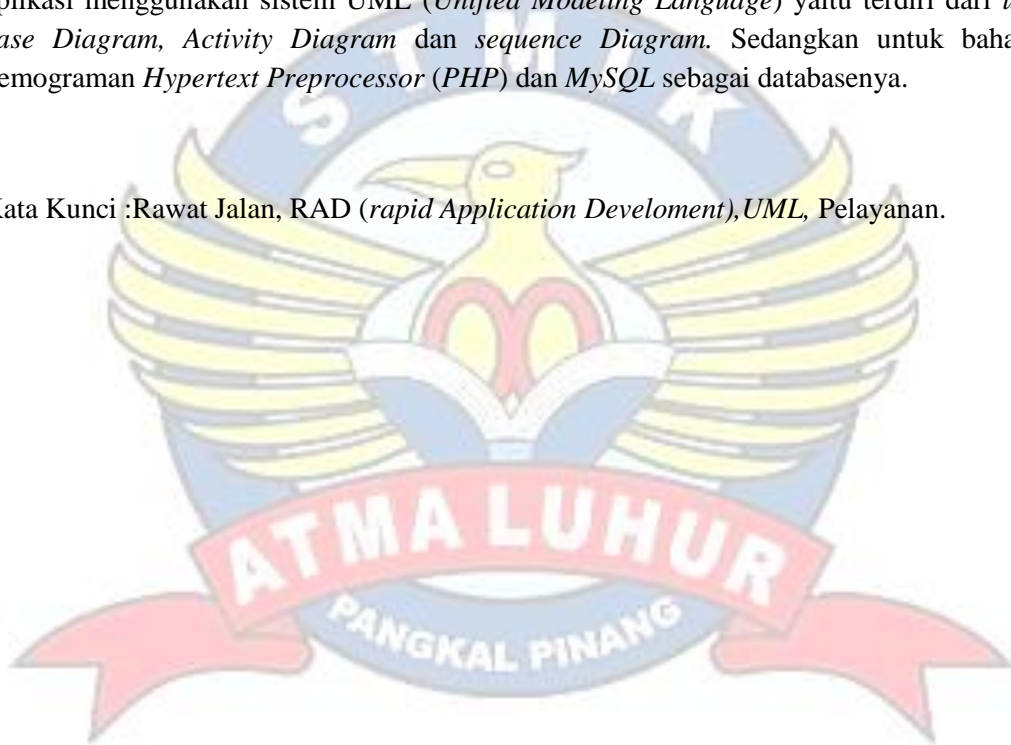 aplikasi menggunakan sistem UML (Unified Modeling Language) yaitu terdiri dari
ase Diagram, Activity Diagram dan sequence Diagram. Sedangkan untuk baha
emograman Hypertext Preprocessor (PHP) dan MySQL sebagai databasenya.
Kata Kunci :Rawat Jalan, RAD (rapid Application Develoment),UML, Pelayanan.
STMIK
ATMA LUHUR
PANGKAL PINANG